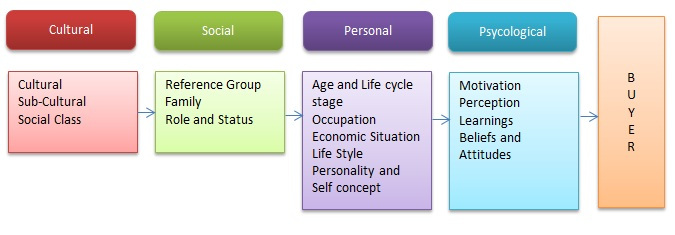 Cultural
Social
Personal
Psycological
Cultural
Sub-Cultural
Social Class
Reference Group
Family
Role and Status
Age and Life cycle
stage
Occupation
Economic Situation
Life Style
Personality and
Self concept
Motivation
Perception
Learnings
Beliefs and
Attitudes
B
U
Y
E
R